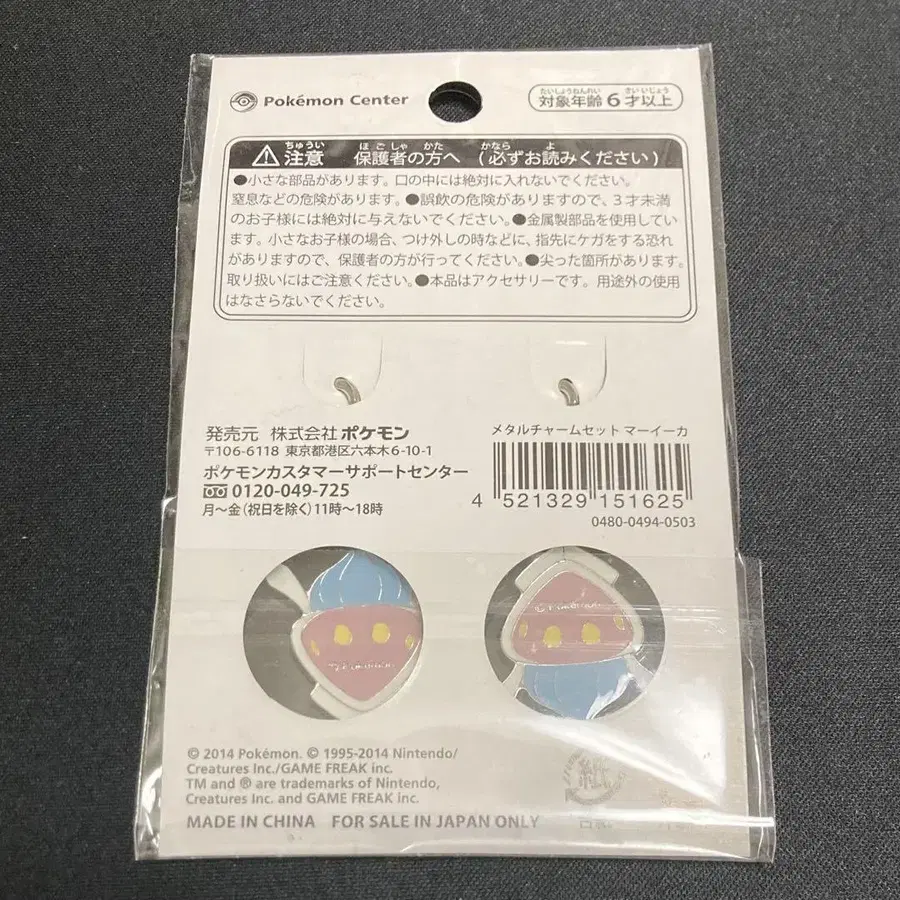 Pokémon Center
たいしょうねんれい さい いじょう
対象年齢6才以上
ちゅうい ほごしゃ かた かなら よ
注意 保護者の方へ (必ずお読みください)
●小さな部品があります。口の中には絶対に入れないでください。
窒息などの危険があります。●誤飲の危険がありますので、3才未満
のお子様には絶対に与えないでください。●金属製部品を使用してい
ます。小さなお子様の場合、つけ外しの時などに、指先にケガをする恐れ
がありますので、保護者の方が行ってください。●尖った箇所があります。
取り扱いにはご注意ください。●本品はアクセサリーです。用途外の使用
はなさらないでください。
発売元 株式会社ポケモン
〒106-6118 東京都港区六本木6-10-1
ポケモンカスタマーサポートセンター
0120-049-725
月〜金(祝日を除く)11時〜18時
メタルチャームセット マーイーカ
4 521329 151625
0480-0494-0503
© Pokémon.
© 2014 Pokémon. © 1995-2014 Nintendo/
Creatures Inc./GAME FREAK inc.
TM and ® are trademarks of Nintendo,
Creatures Inc. and GAME FREAK inc.
MADE IN CHINA FOR SALE IN JAPAN ONLY
紙